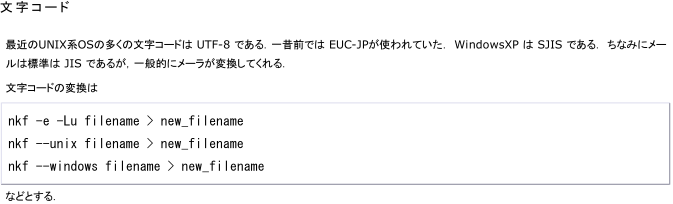 文字コード
最近のUNIX系OSの多くの文字コードは UTF-8 である. 一昔前では EUC-JPが使われていた. WindowsXP は SJIS である. ちなみにメー
ルは標準は JIS であるが, 一般的にメーラが変換してくれる.
文字コードの変換は
nkf -e -Lu filename > new_filename
nkf --unix filename > new_filename
nkf --windows filename > new_filename
などとする.